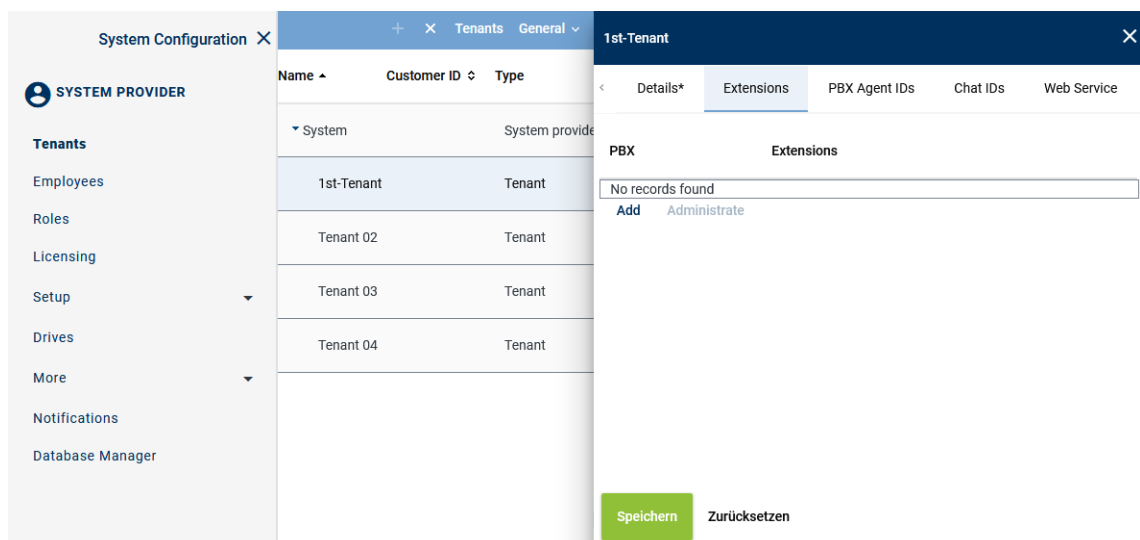 System Configuration
SYSTEM PROVIDER
Tenants
Employees
Roles
Licensing
Setup
Drives
More
Notifications
Database Manager
Tenants General
Name Customer ID Type
System System provide
1st-Tenant Tenant
Tenant 02 Tenant
Tenant 03 Tenant
Tenant 04 Tenant
1st-Tenant
Details* Extensions PBX Agent IDs Chat IDs Web Service
PBX Extensions
No records found
Add Administrate
Speichern Zurücksetzen